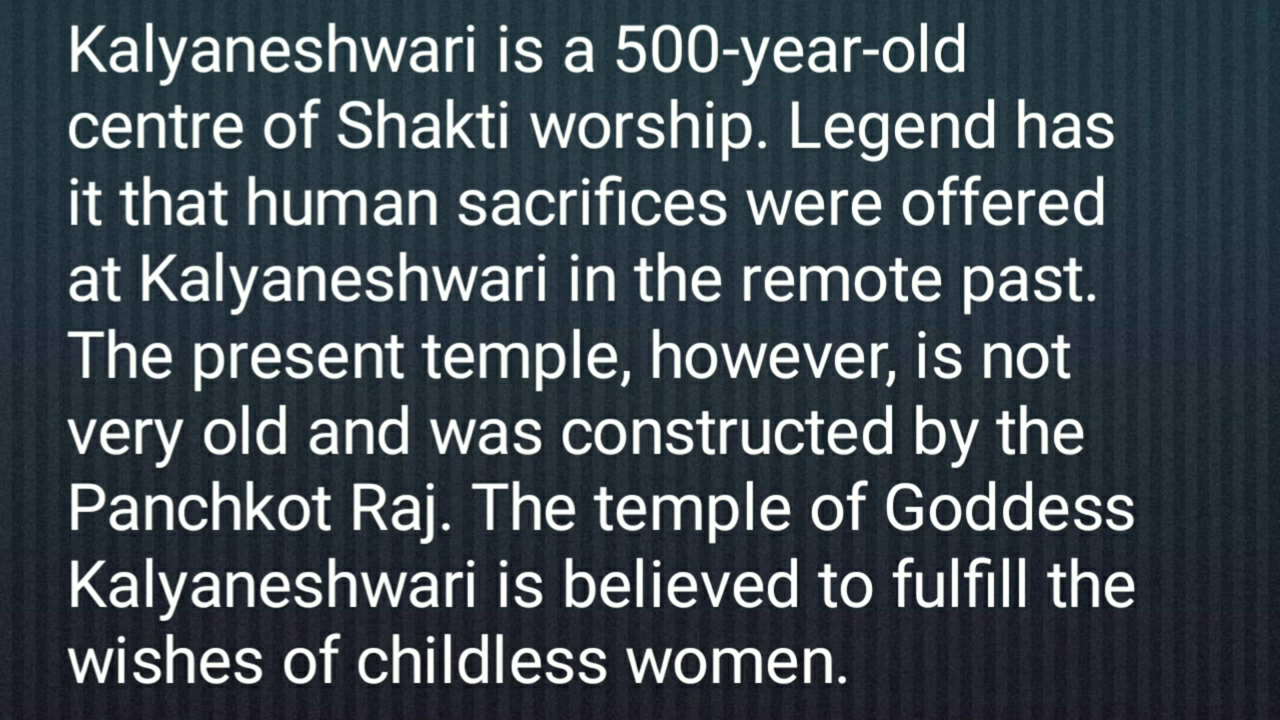 Kalyaneshwari is a 500-year-old
centre of Shakti worship. Legend has
it that human sacrifices were offered
at Kalyaneshwari in the remote past.
The present temple, however, is not
very old and was constructed by the
Panchkot Raj. The temple of Goddess
Kalyaneshwari is believed to fulfill the
wishes of childless women.